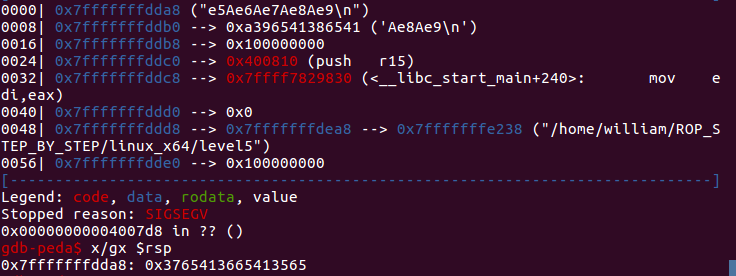 0000| 0x7fffffffdda8 ("e5Ae6Ae7Ae8Ae9\n")
0008| 0x7fffffffddb0 --> 0xa396541386541 ('Ae8Ae9\n')
0016| 0x7fffffffddb8 --> 0x100000000
0024| 0x7fffffffddc0 --> 0x400810 (push   r15)
0032| 0x7fffffffddc8 --> 0x7ffff7829830 (<__libc_start_main+240>:      mov    e
di,eax)
0040| 0x7fffffffddd0 --> 0x0
0048| 0x7fffffffddd8 --> 0x7fffffffdea8 --> 0x7fffffffe238 ("/home/william/ROP_S
TEP_BY_STEP/linux_x64/level5")
0056| 0x7fffffffdde0 --> 0x100000000
[------------------------------------------------------------------------------]
Legend: code, data, rodata, value
Stopped reason: SIGSEGV
0x00000000004007d8 in ?? ()
gdb-peda$ x/gx $rsp
0x7fffffffdda8: 0x3765413665413565